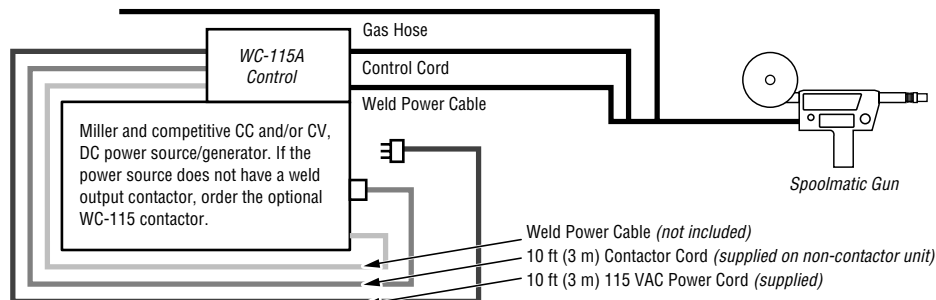 Gas Hose
WC-115A
Control
Control Cord
Weld Power Cable
Miller and competitive CC and/or CV,
DC power source/generator. If the
power source does not have a weld
output contactor, order the optional
WC-115 contactor.
Spoolmatic Gun
Weld Power Cable (not included)
10 ft (3 m) Contactor Cord (supplied on non-contactor unit)
10 ft (3 m) 115 VAC Power Cord (supplied)